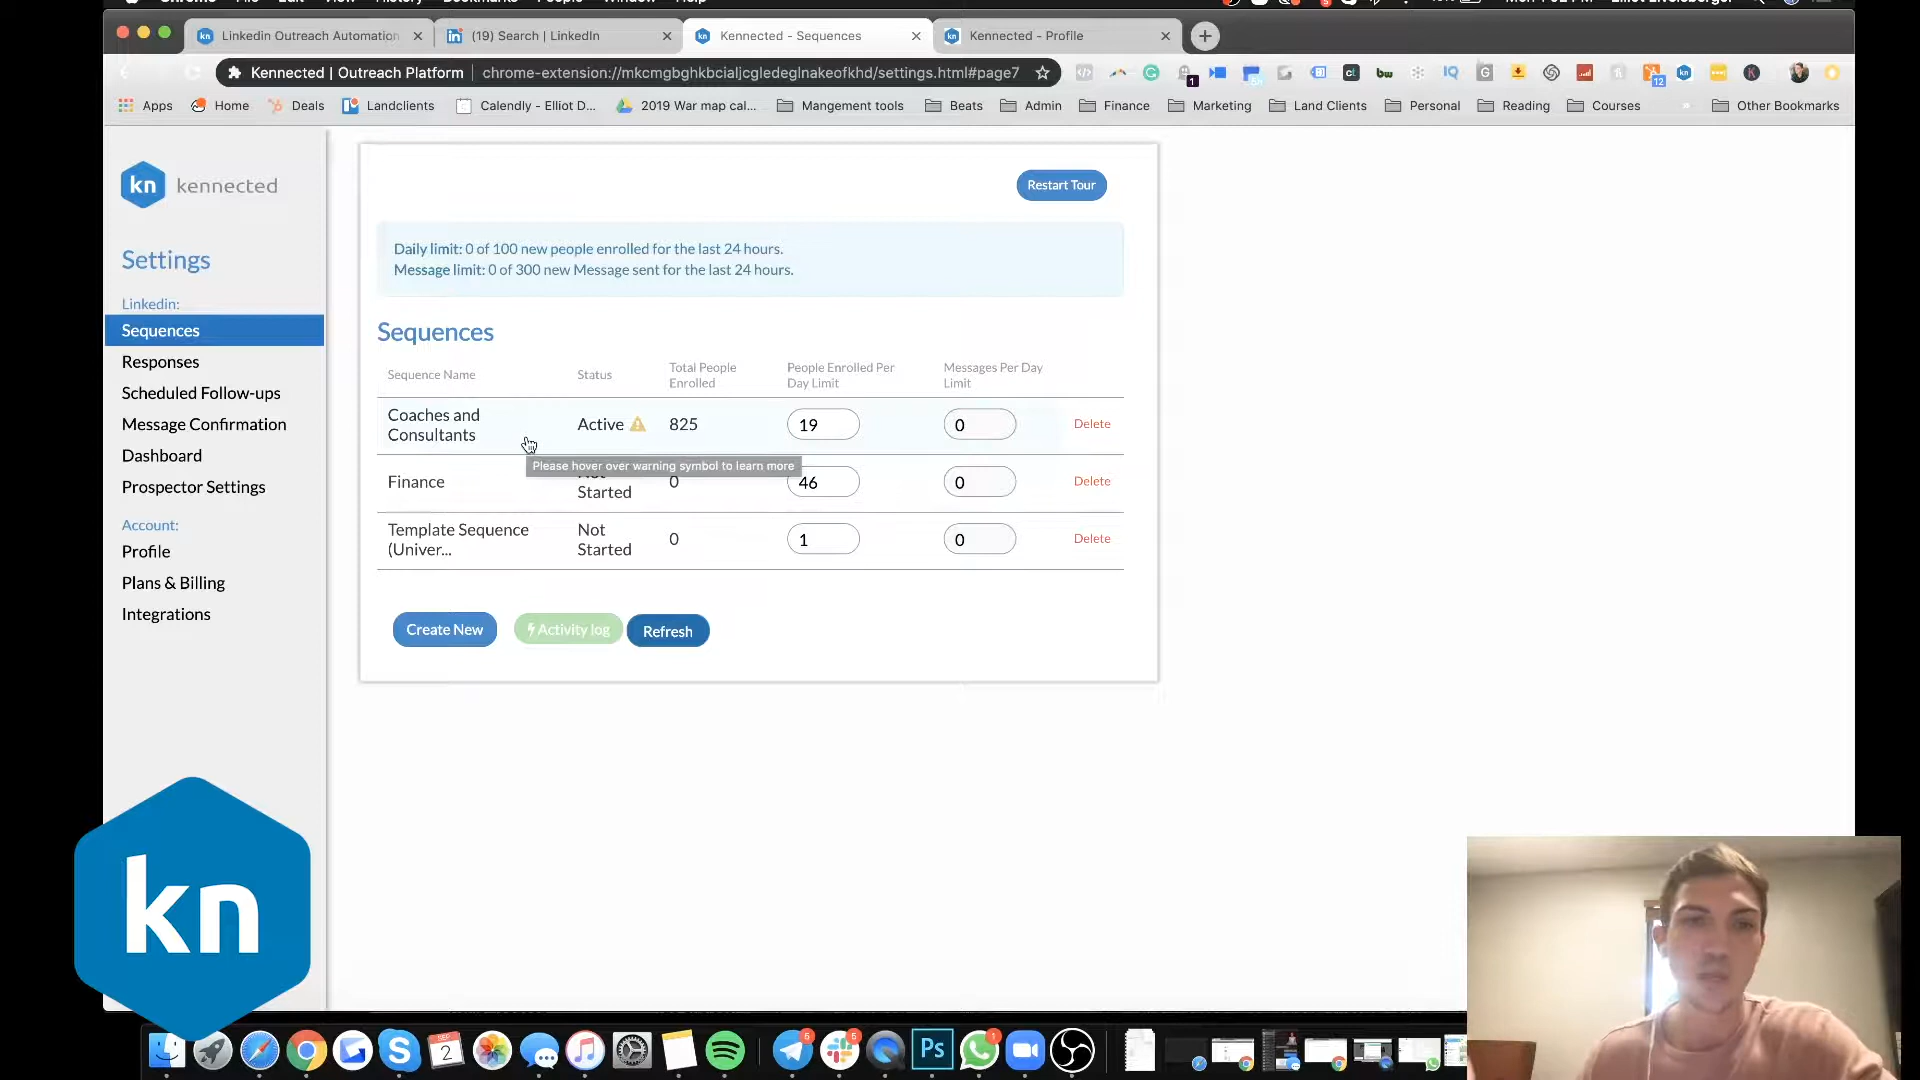 Linkedin Outreach Automation
(19) Search | LinkedIn
Kennected - Sequences
Kennected - Profile
Kennected | Outreach Platform
chrome-extension://mkcmgbghkbcialjcgledeglnakeofkhd/settings.html#page7
Apps
Home
Deals
Landclients
Calendly - Elliot D...
2019 War map cal...
Mangement tools
Beats
Admin
Finance
Marketing
Land Clients
Personal
Reading
Courses
Other Bookmarks
kn kennected
Settings
Linkedin:
Sequences
Responses
Scheduled Follow-ups
Message Confirmation
Dashboard
Prospector Settings
Account:
Profile
Plans & Billing
Integrations
Restart Tour
Daily limit: 0 of 100 new people enrolled for the last 24 hours.
Message limit: 0 of 300 new Message sent for the last 24 hours.
Sequences
Sequence Name
Status
Total People
Enrolled
People Enrolled Per
Day Limit
Messages Per Day
Limit
Coaches and
Consultants
Active
825
19
0
Delete
Please hover over warning symbol to learn more
Finance
Not
Started
0
46
0
Delete
Template Sequence
(Univer...
Not
Started
0
1
0
Delete
Create New
Activity log
Refresh
kn